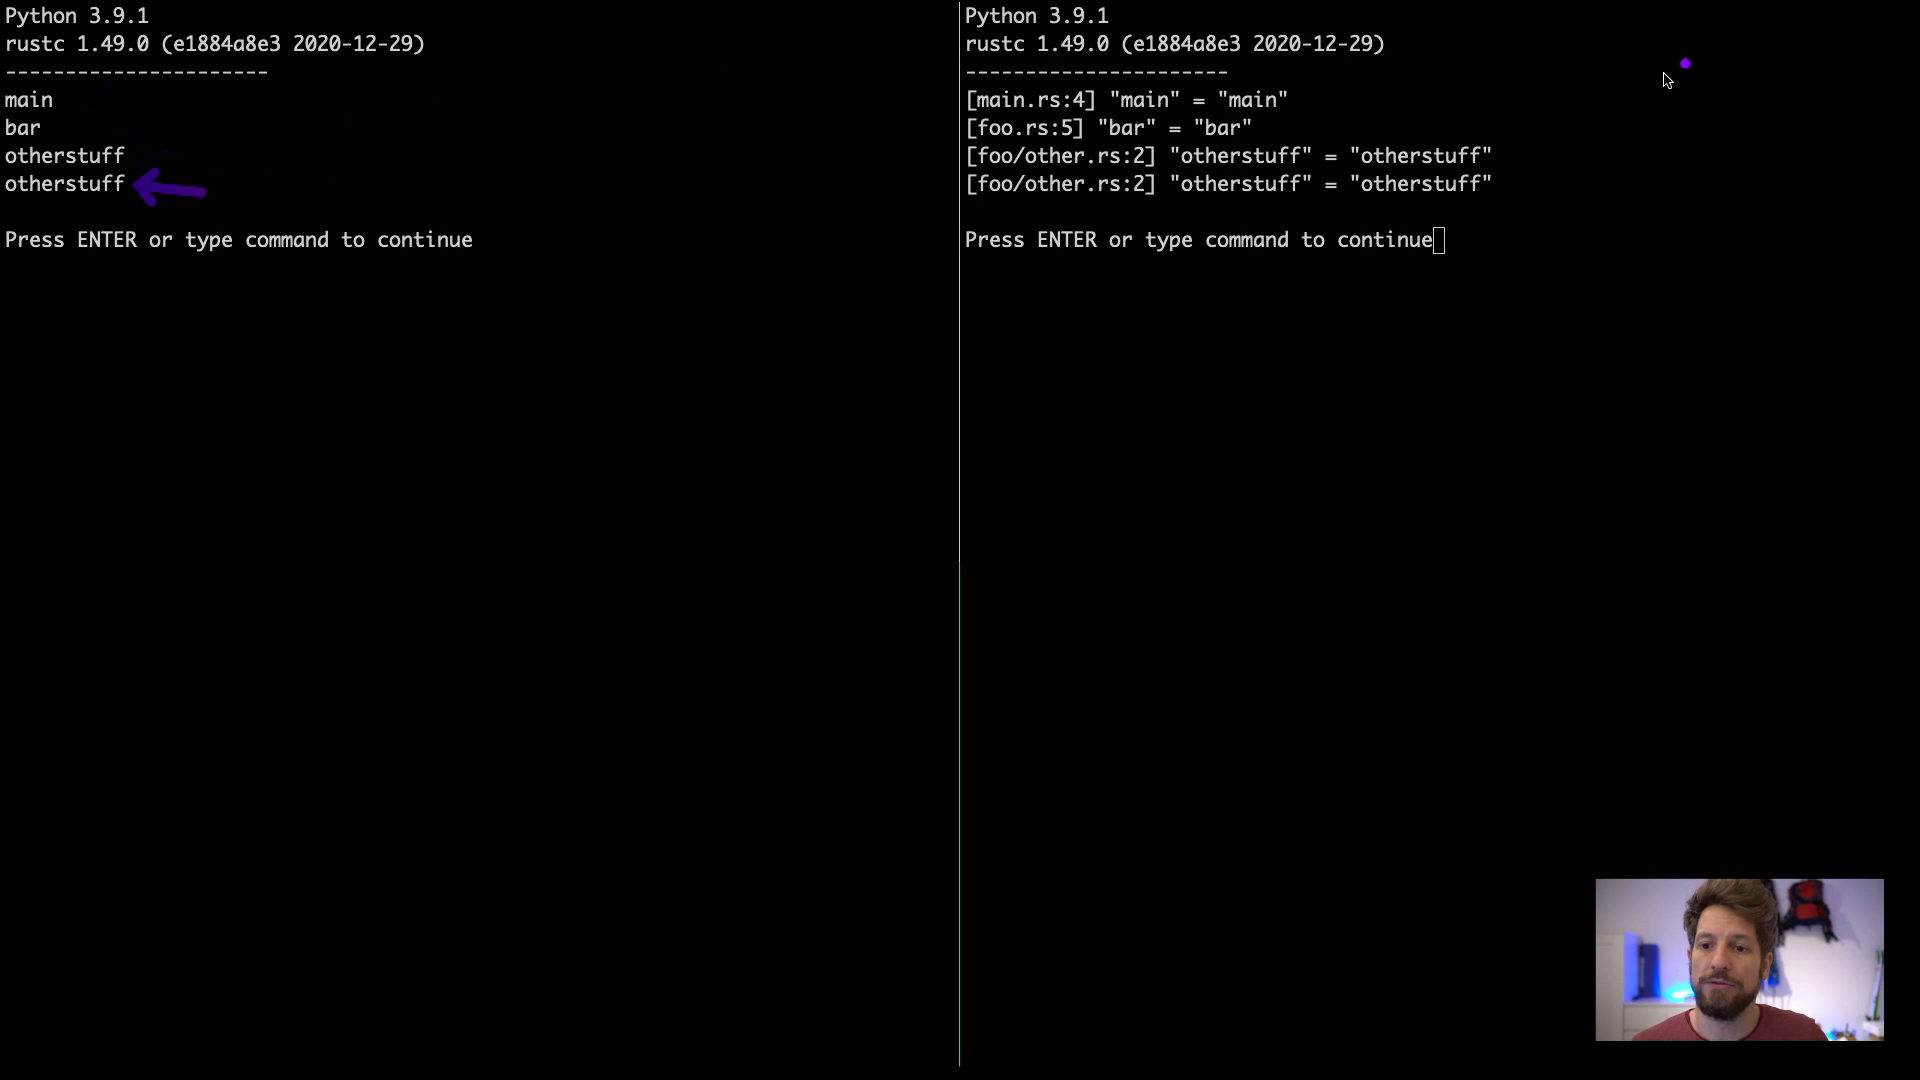 Python 3.9.1
rustc 1.49.0 (e1884a8e3 2020-12-29)
----------------------
main
bar
otherstuff
otherstuff
Press ENTER or type command to continue
Python 3.9.1
rustc 1.49.0 (e1884a8e3 2020-12-29)
----------------------
[main.rs:4] "main" = "main"
[foo.rs:5] "bar" = "bar"
[foo/other.rs:2] "otherstuff" = "otherstuff"
[foo/other.rs:2] "otherstuff" = "otherstuff"
Press ENTER or type command to continue